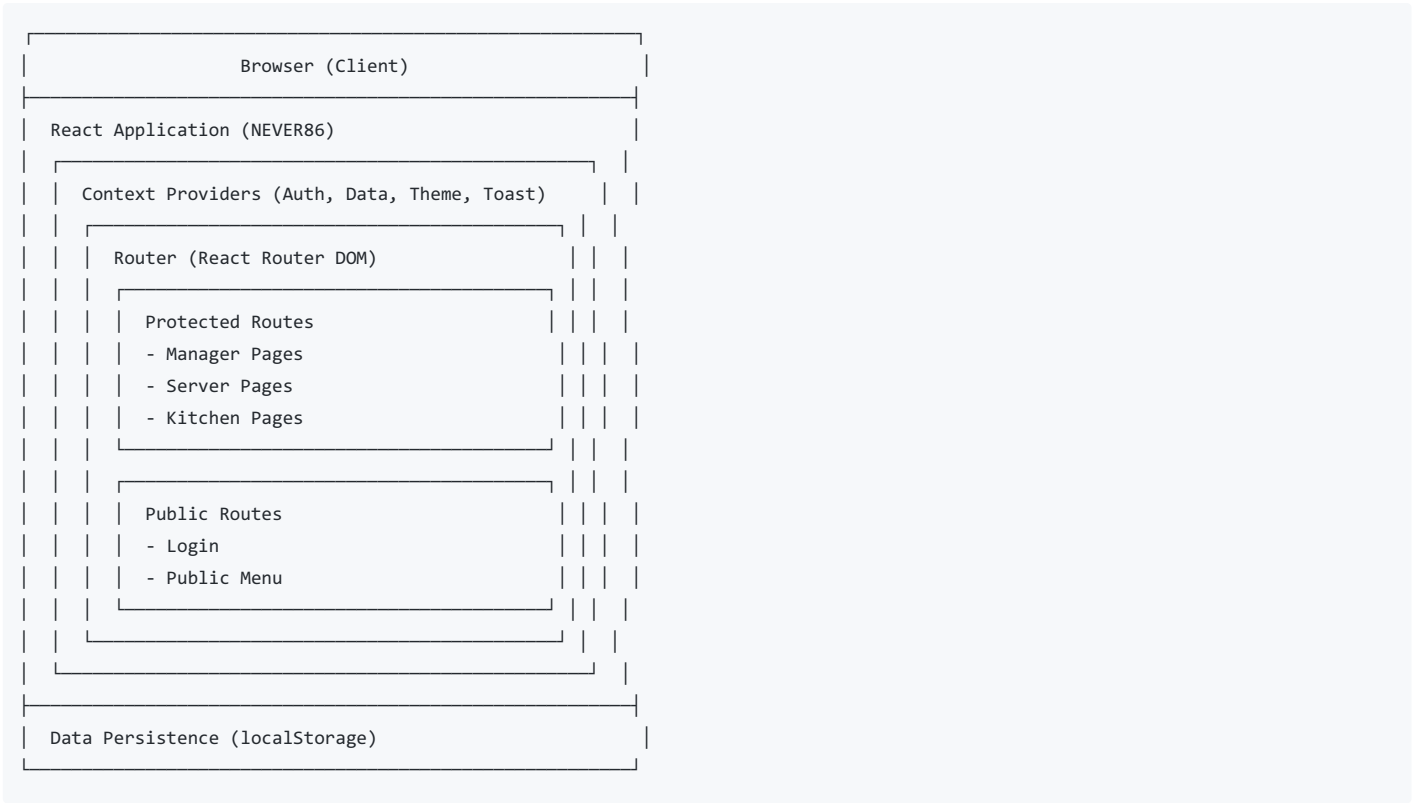 Browser (Client)
React Application (NEVER86)
Context Providers (Auth, Data, Theme, Toast)
Router (React Router DOM)
Protected Routes
- Manager Pages
- Server Pages
- Kitchen Pages
Public Routes
- Login
- Public Menu
Data Persistence (localStorage)